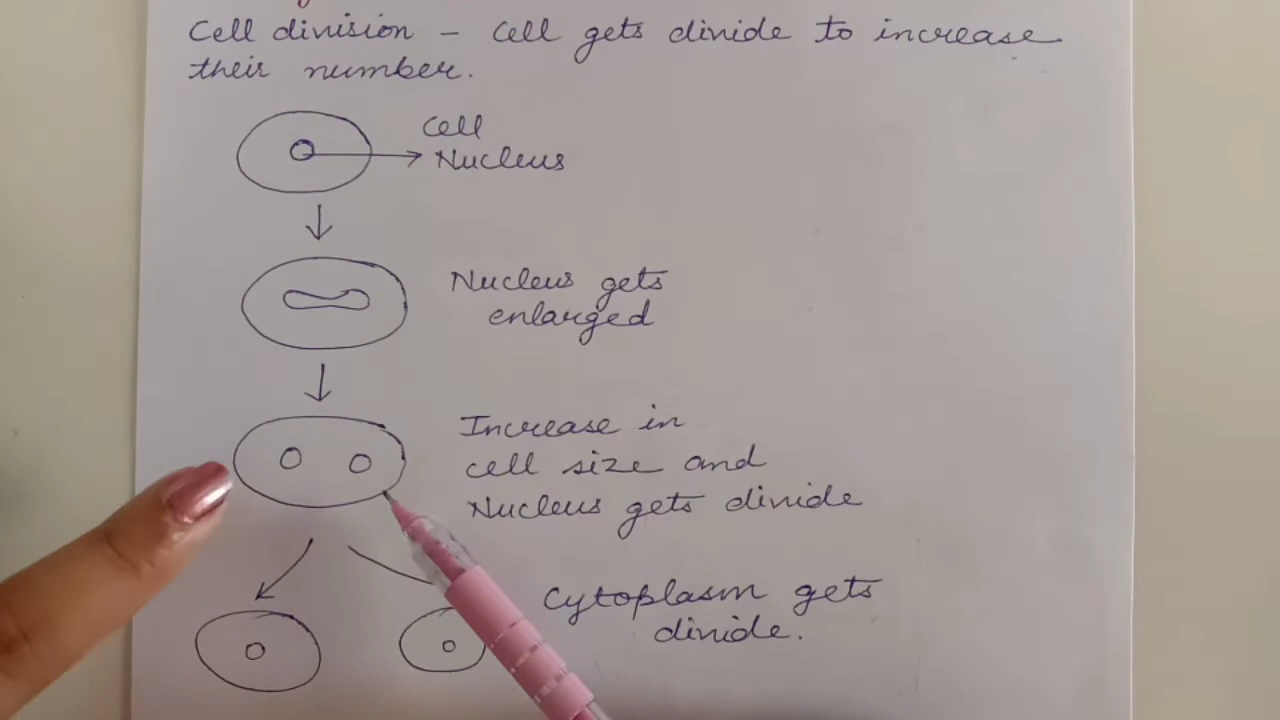 Cell division - Cell gets divide to increase
their number.
Cell
Nucleus
Nucleus gets
enlarged
Increase in
cell size and
Nucleus gets divide
Cytoplasm gets
divide.